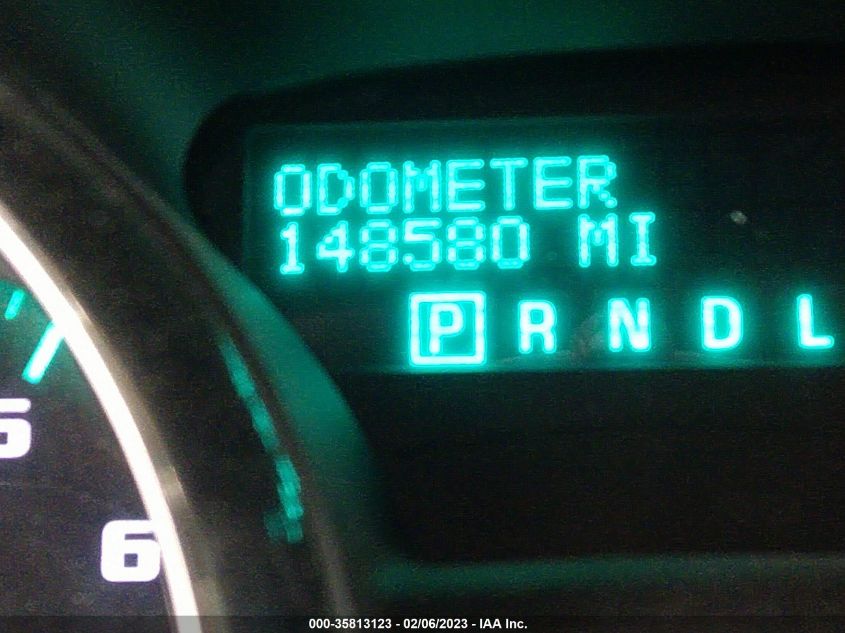 ODOMETER
148580 MI
P R N D L
5
6
000-35813123 - 02/06/2023 - IAA Inc.